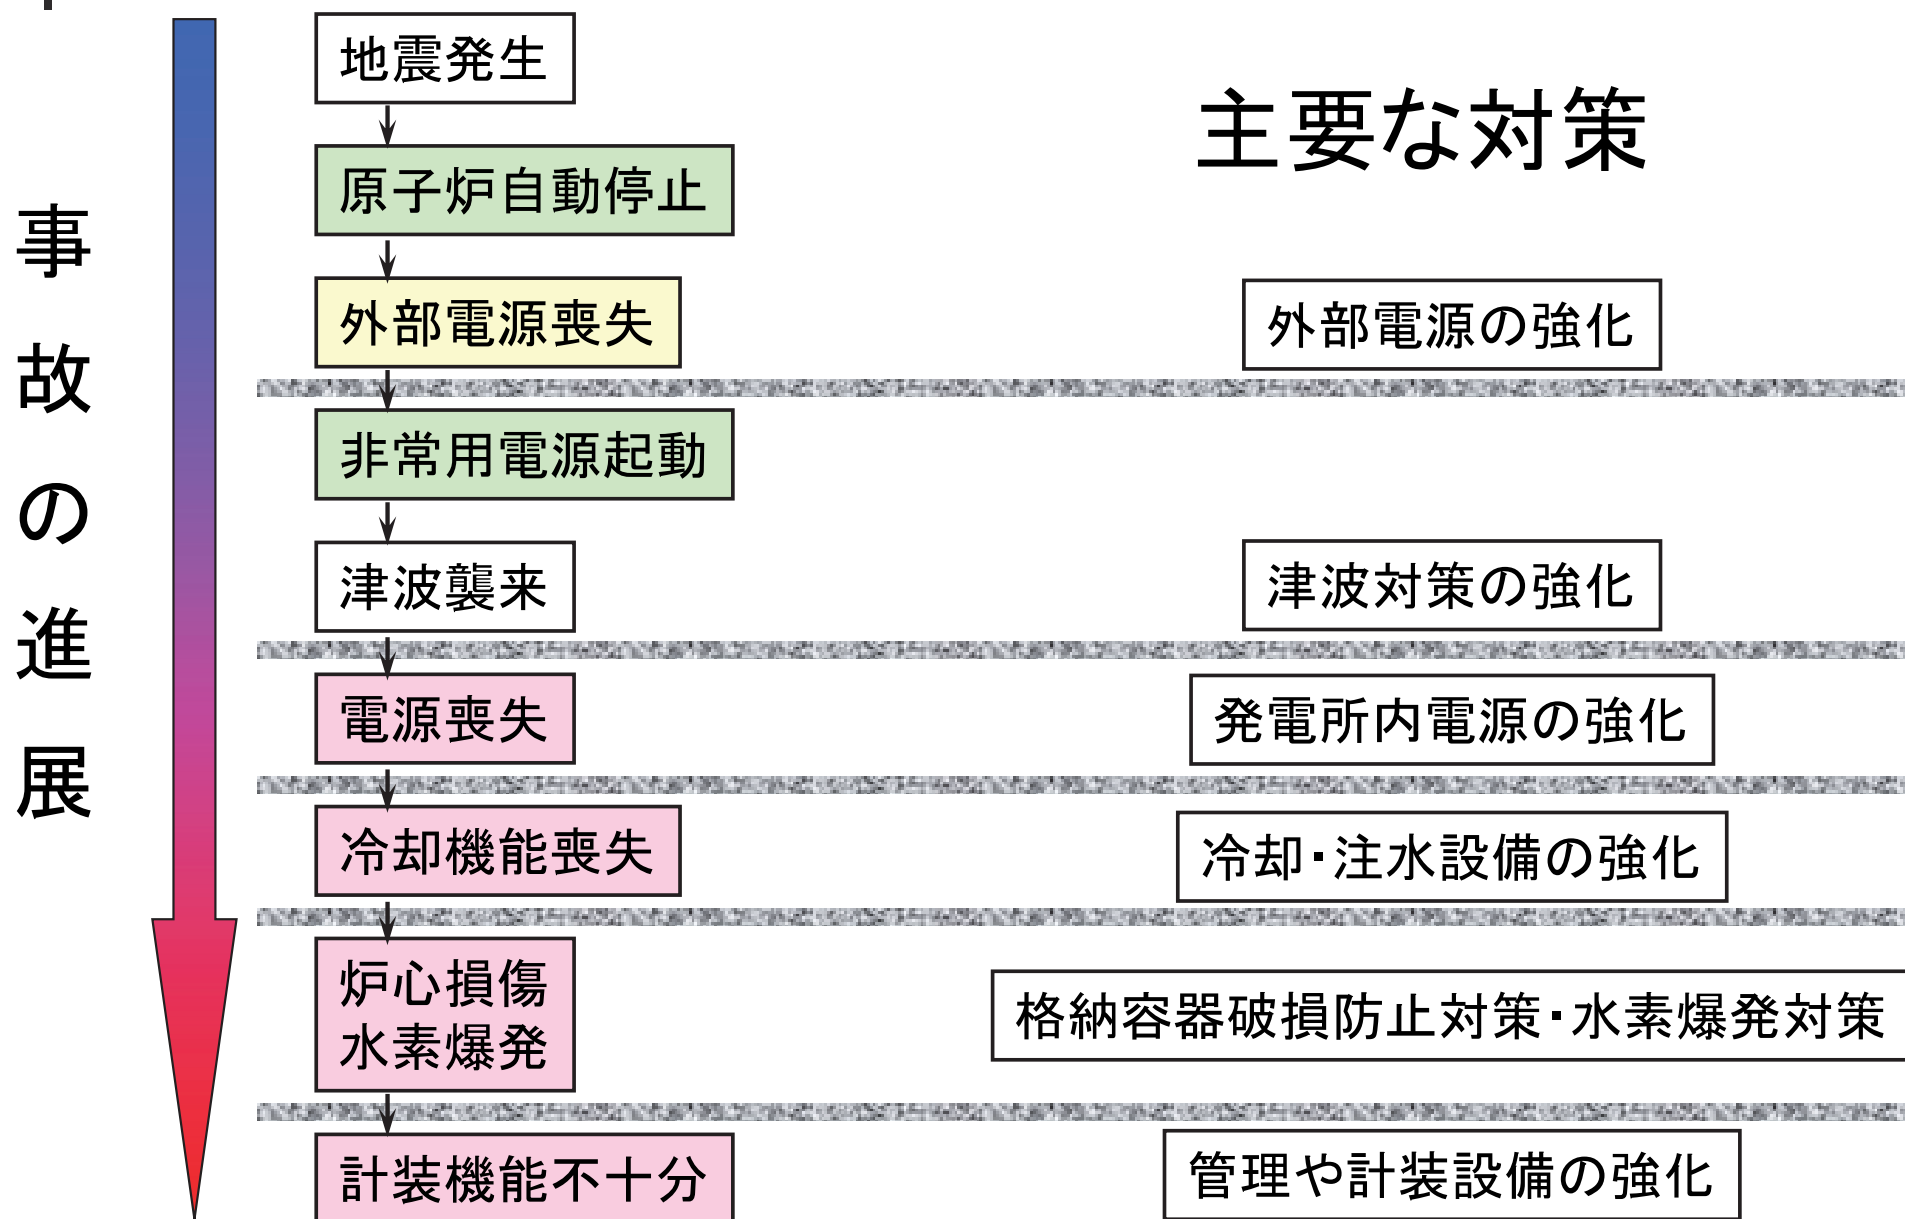 事故の進展
主要な対策
地震発生
原子炉自動停止
外部電源喪失
外部電源の強化
非常用電源起動
津波襲来
津波対策の強化
電源喪失
発電所内電源の強化
冷却機能喪失
冷却・注水設備の強化
炉心損傷
水素爆発
格納容器破損防止対策・水素爆発対策
計装機能不十分
管理や計装設備の強化